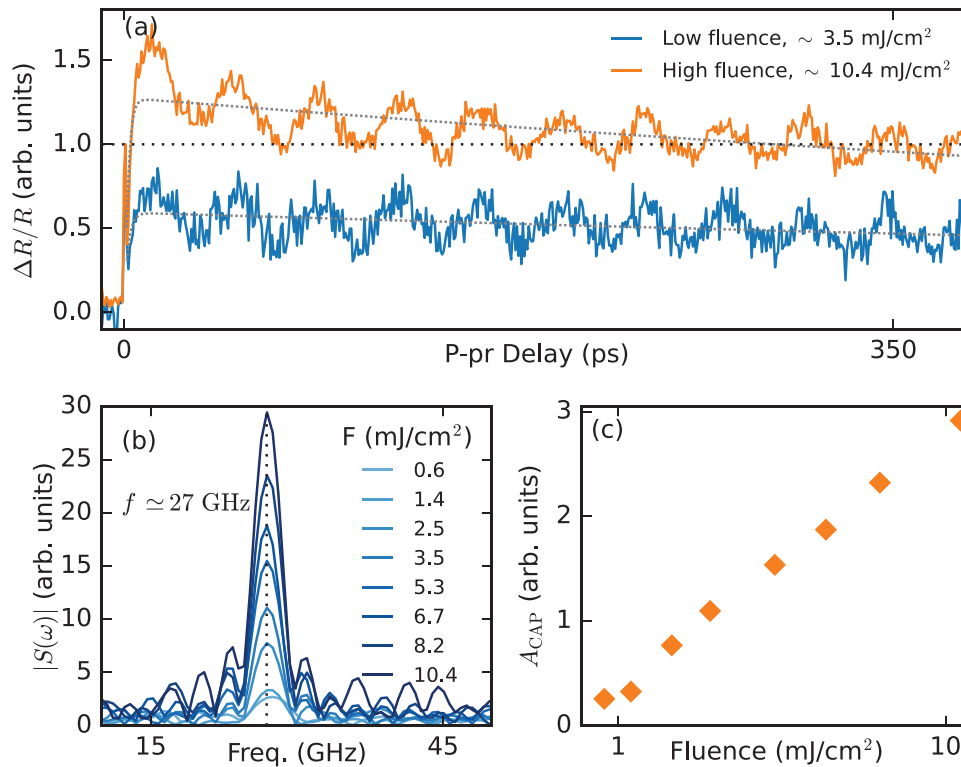 (a)
Low fluence, ∼ 3.5 mJ/cm²
High fluence, ∼ 10.4 mJ/cm²
ΔR/R (arb. units)
1.5
1.0
0.5
0.0
0
350
P-pr Delay (ps)
(b)
F (mJ/cm²)
f ≃ 27 GHz
0.6
1.4
2.5
3.5
5.3
6.7
8.2
10.4
|S(ω)| (arb. units)
30
25
20
15
10
5
0
15
45
Freq. (GHz)
(c)
A_CAP (arb. units)
3
2
1
0
1
10
Fluence (mJ/cm²)